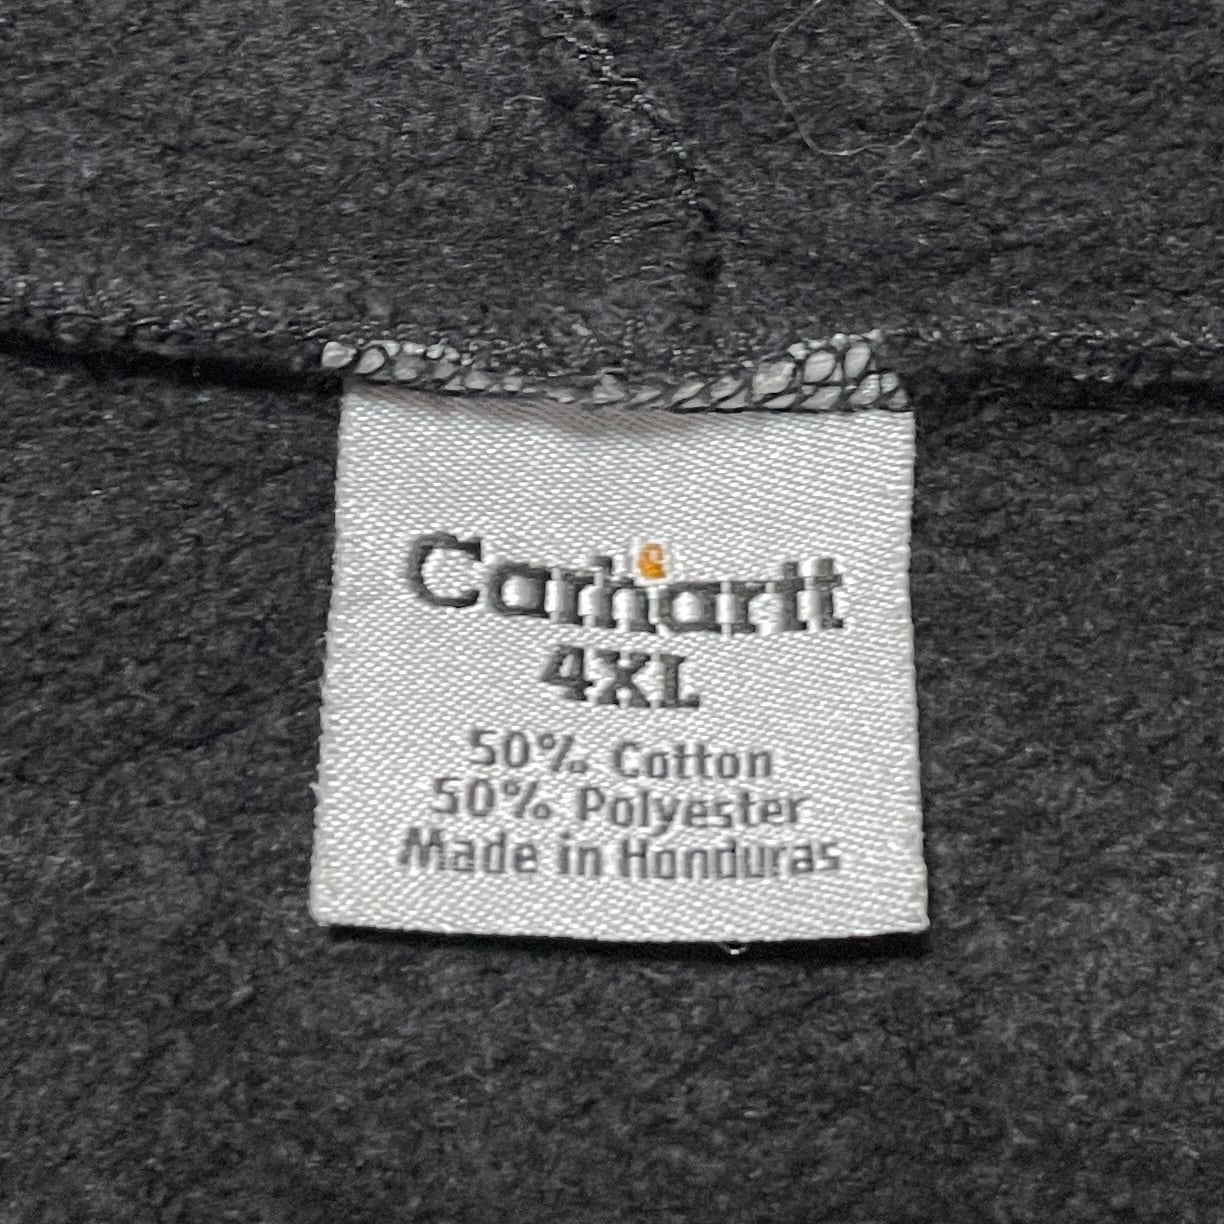 Carhartt
4XL
50% Cotton
50% Polyester
Made in Honduras